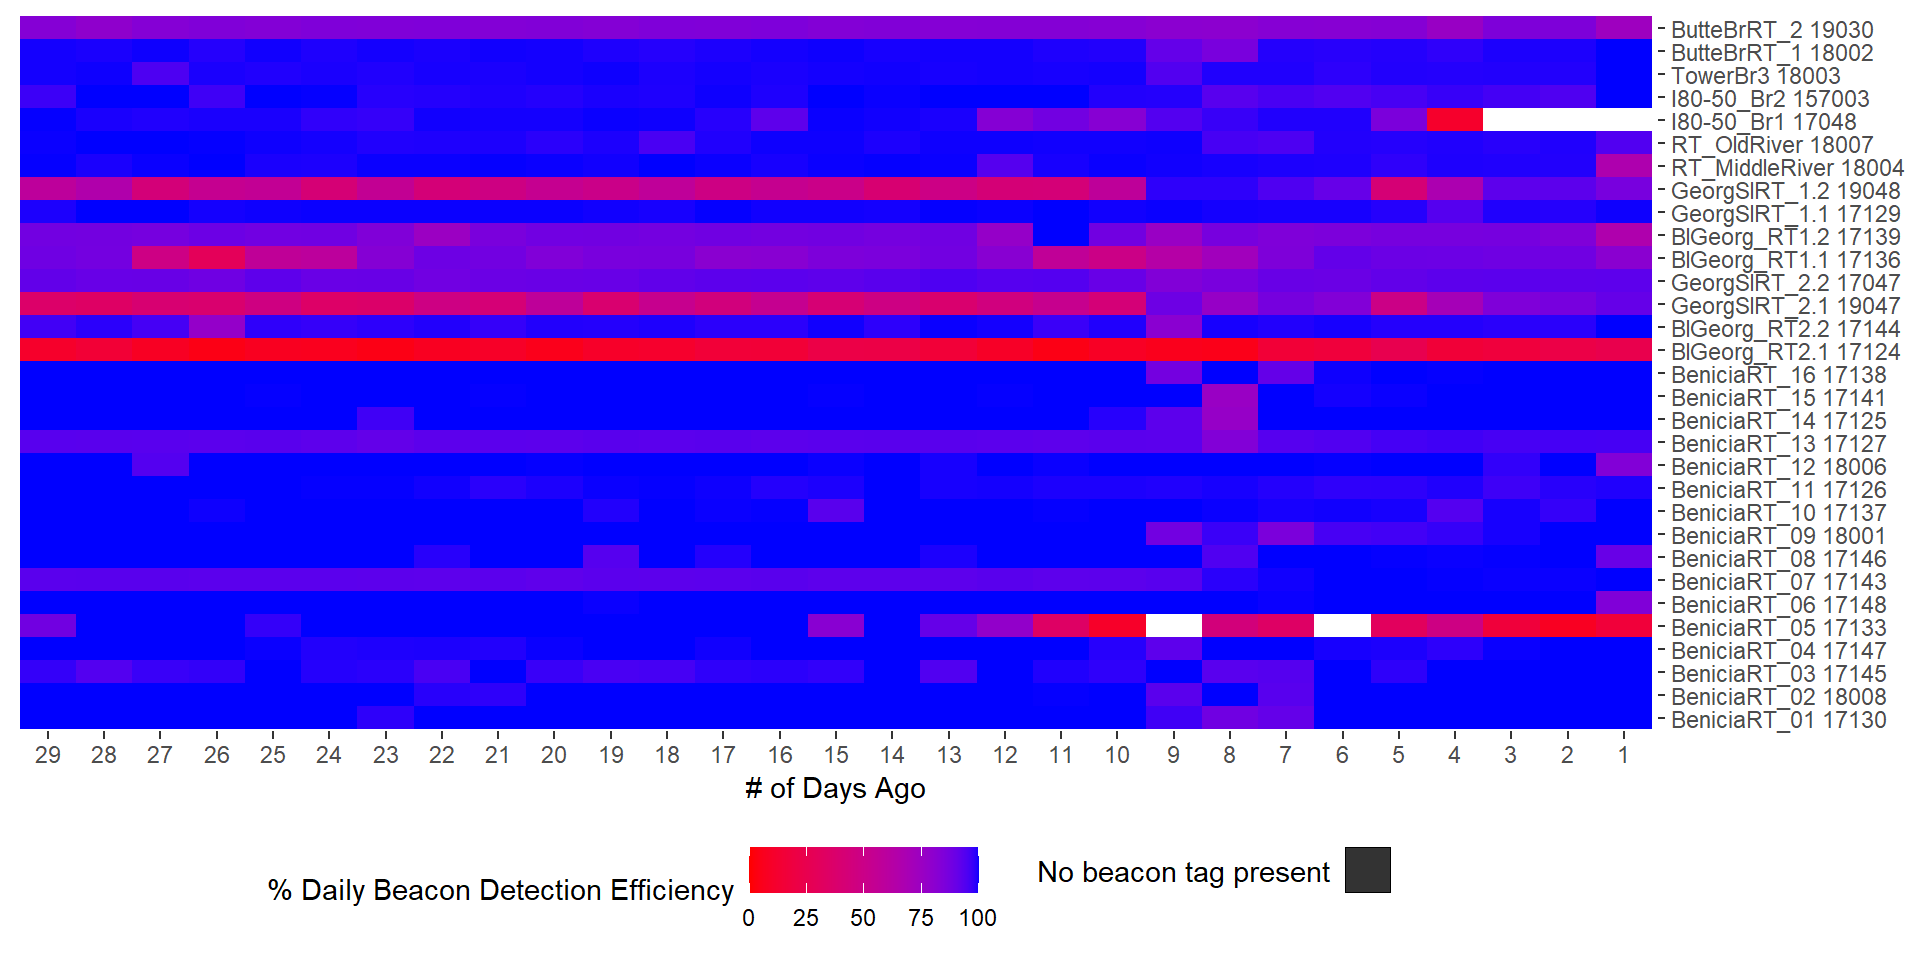 ButteBrRT_2 19030
ButteBrRT_1 18002
TowerBr3 18003
I80-50_Br2 157003
I80-50_Br1 17048
RT_OldRiver 18007
RT_MiddleRiver 18004
GeorgSlRT_1.2 19048
GeorgSlRT_1.1 17129
BlGeorg_RT1.2 17139
BlGeorg_RT1.1 17136
GeorgSlRT_2.2 17047
GeorgSlRT_2.1 19047
BlGeorg_RT2.2 17144
BlGeorg_RT2.1 17124
BeniciaRT_16 17138
BeniciaRT_15 17141
BeniciaRT_14 17125
BeniciaRT_13 17127
BeniciaRT_12 18006
BeniciaRT_11 17126
BeniciaRT_10 17137
BeniciaRT_09 18001
BeniciaRT_08 17146
BeniciaRT_07 17143
BeniciaRT_06 17148
BeniciaRT_05 17133
BeniciaRT_04 17147
BeniciaRT_03 17145
BeniciaRT_02 18008
BeniciaRT_01 17130
29 28 27 26 25 24 23 22 21 20 19 18 17 16 15 14 13 12 11 10 9 8 7 6 5 4 3 2 1
# of Days Ago
% Daily Beacon Detection Efficiency
0 25 50 75 100
No beacon tag present